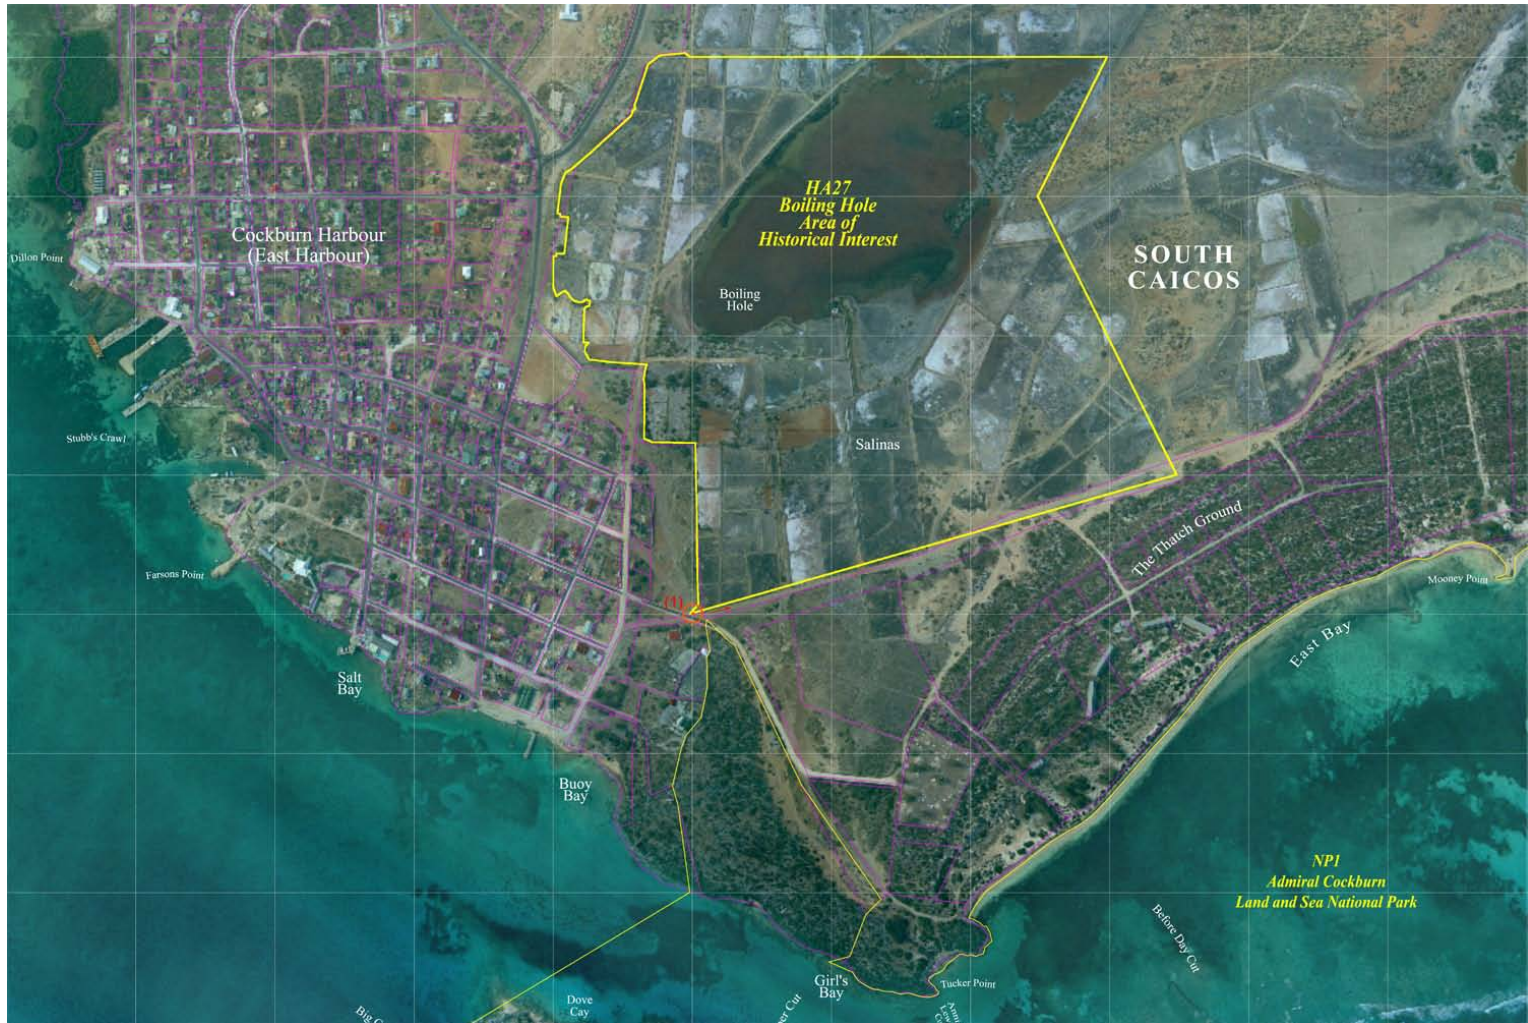 HA27
Boiling Hole
Area of
Historical Interest
Cockburn Harbour
(East Harbour)
SOUTH
CAICOS
Dillon Point
Boiling
Hole
Stubb's Crawl
Salinas
The Thatch Ground
Farsons Point
Mooney Point
(1)
East Bay
Salt
Bay
Buoy
Bay
NP1
Admiral Cockburn
Land and Sea National Park
Before Day Cut
Girl's
Bay
Tucker Point
Dove
Cay
Cut
Big